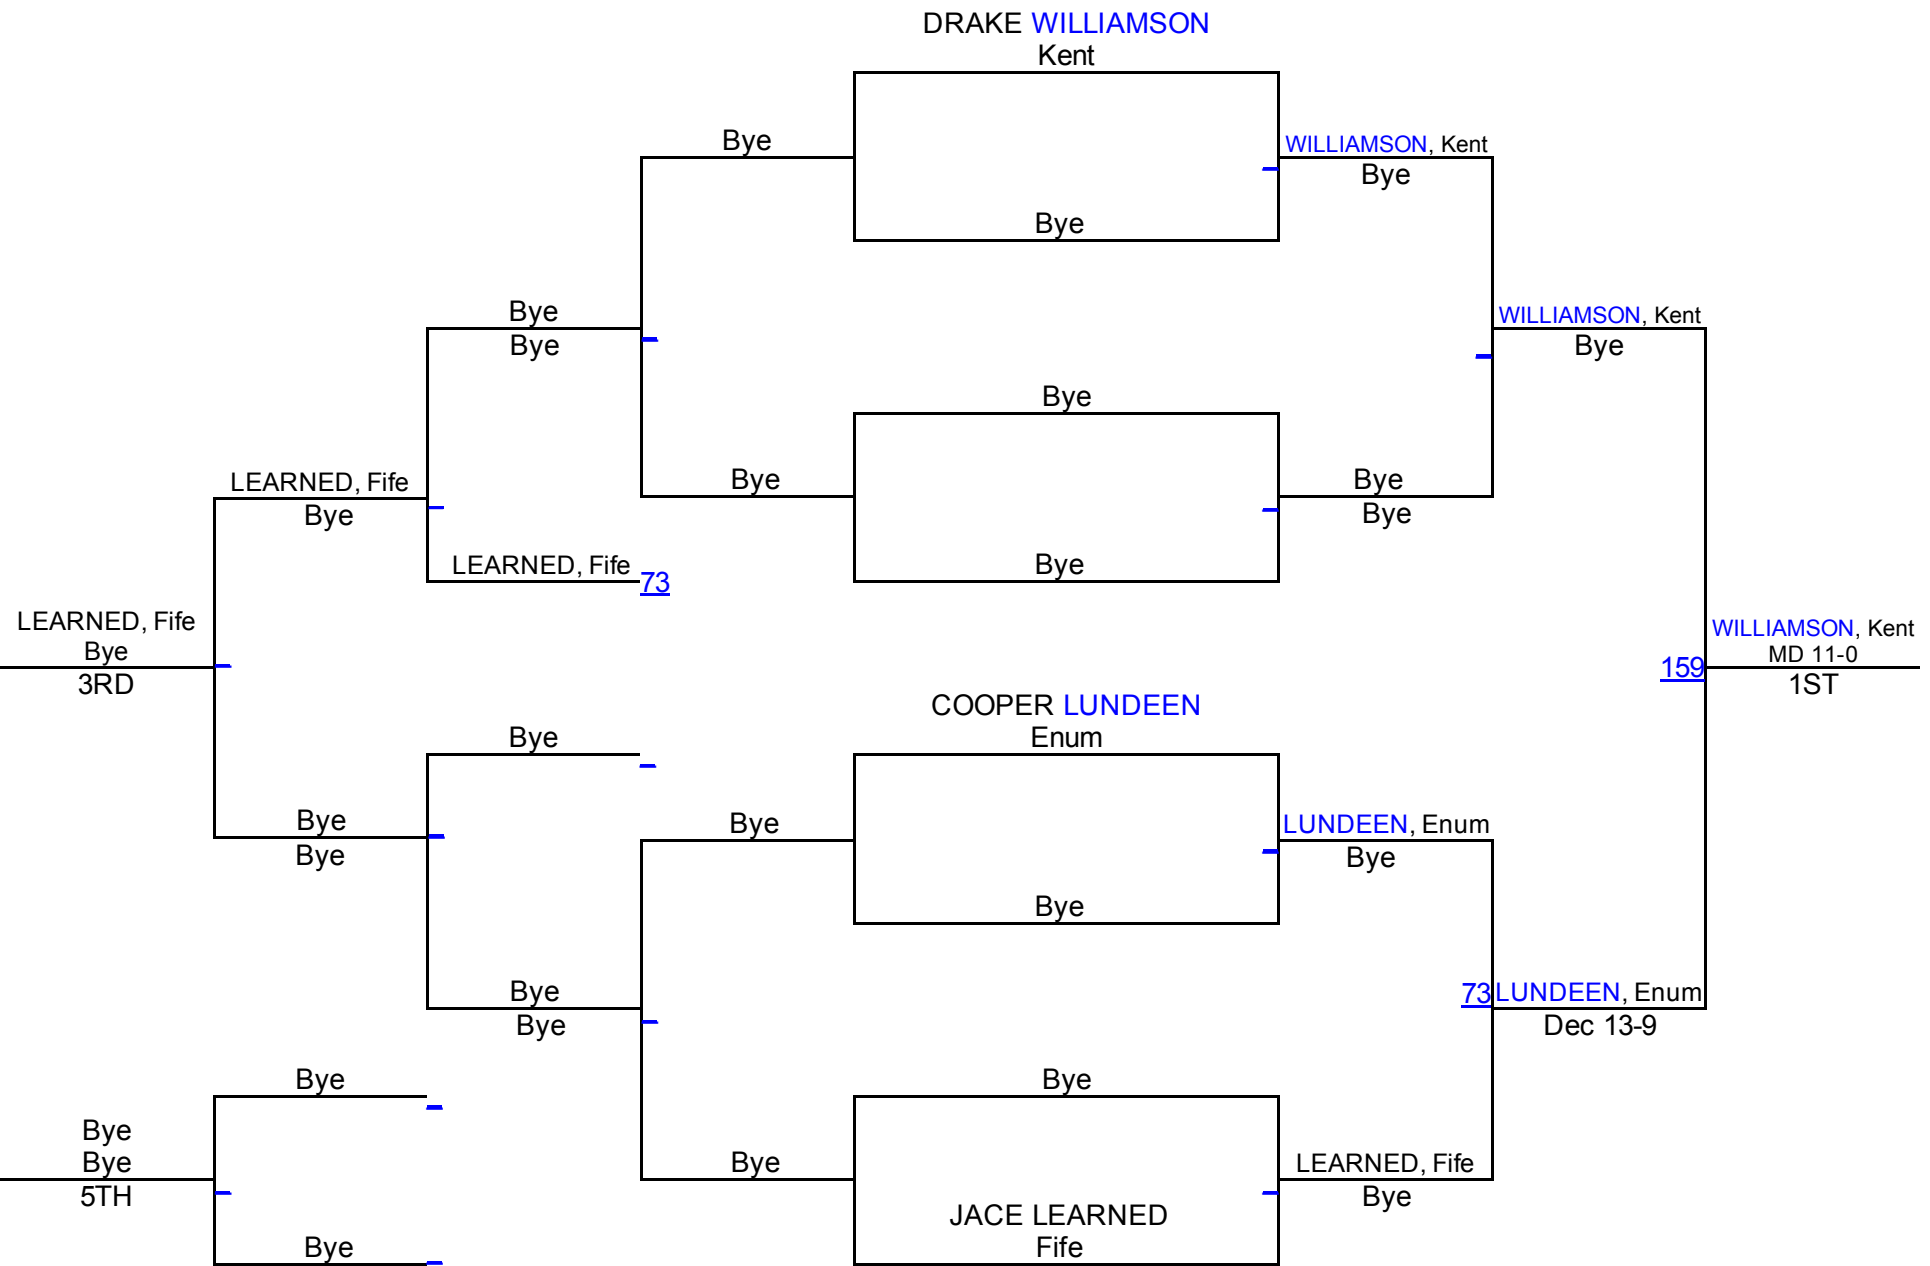 DRAKE WILLIAMSON
Kent
Bye
WILLIAMSON, Kent
Bye
Bye
Bye
Bye
WILLIAMSON, Kent
Bye
Bye
LEARNED, Fife
Bye
Bye
Bye
Bye
LEARNED, Fife
73
Bye
LEARNED, Fife
Bye
3RD
WILLIAMSON, Kent
MD 11-0
159
1ST
COOPER LUNDEEN
Enum
Bye
Bye
Bye
Bye
LUNDEEN, Enum
Bye
Bye
Bye
Bye
73
LUNDEEN, Enum
Dec 13-9
Bye
Bye
Bye
Bye
5TH
Bye
LEARNED, Fife
Bye
JACE LEARNED
Fife
Bye